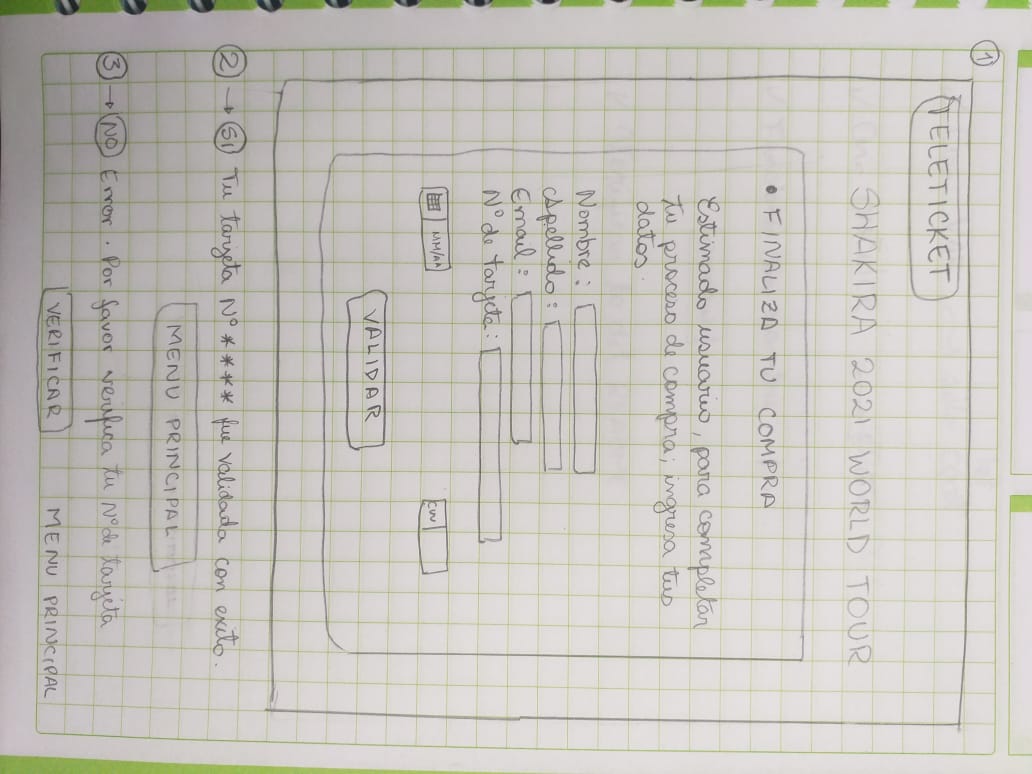 1
TELETICKET
SHAKIRA 2021 WORLD TOUR
• FINALIZA TU COMPRA
Estimado usuario, para completar
tu proceso de compra; ingresa tus
datos.
Nombre:
Apellido:
Email:
N° de tarjeta:
MM/AA CVV
VALIDAR
2 → SI Tu tarjeta N° **** fue validada con exito.
MENU PRINCIPAL
3 → NO Error. Por favor verifica tu N° de tarjeta
VERIFICAR MENU PRINCIPAL